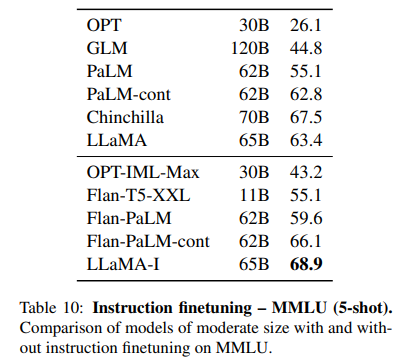 OPT 30B 26.1
GLM 120B 44.8
PaLM 62B 55.1
PaLM-cont 62B 62.8
Chinchilla 70B 67.5
LLaMA 65B 63.4
OPT-IML-Max 30B 43.2
Flan-T5-XXL 11B 55.1
Flan-PaLM 62B 59.6
Flan-PaLM-cont 62B 66.1
LLaMA-I 65B 68.9
Table 10: Instruction finetuning – MMLU (5-shot).
Comparison of models of moderate size with and with-
out instruction finetuning on MMLU.